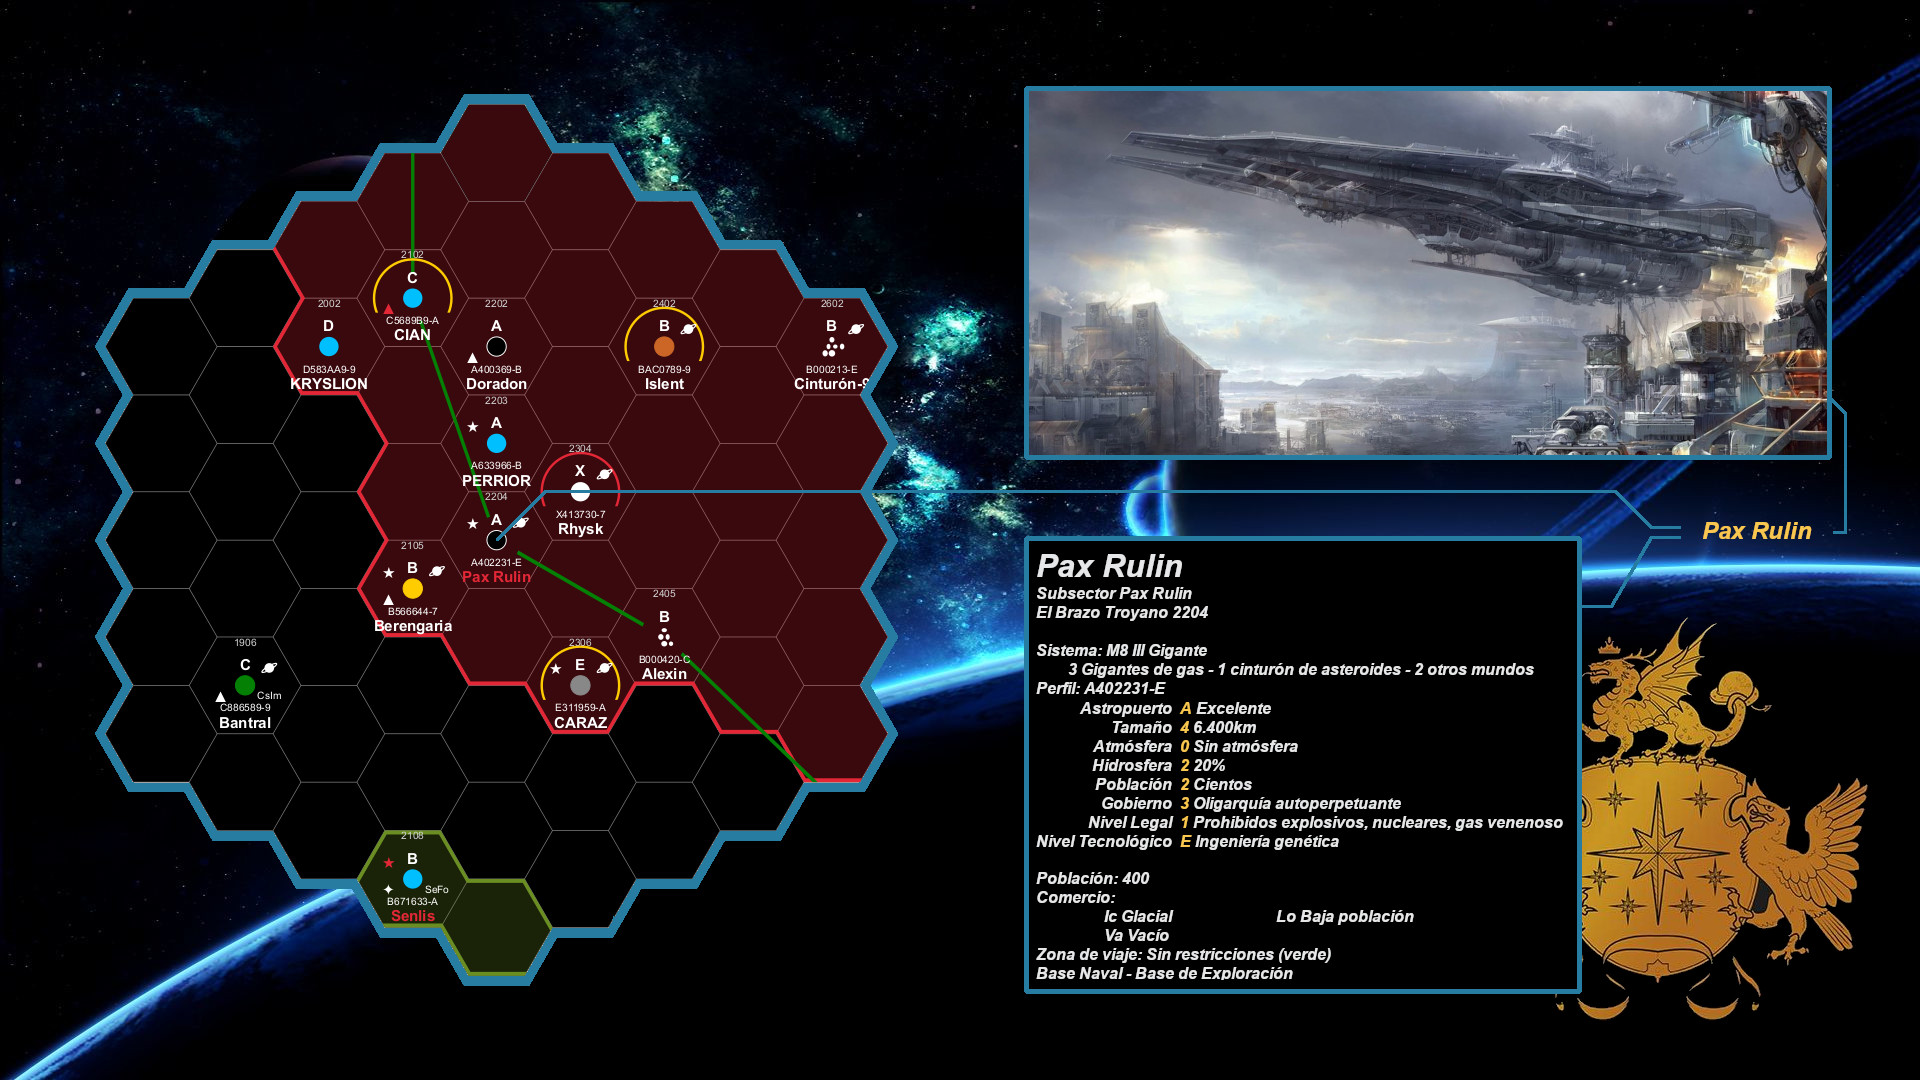 2102
C
C5689B9-A
CIAN
2002
D
D583AA9-9
KRYSLION
2202
A
A400369-B
Doradon
2402
B
BAC0789-9
Islent
2602
B
B000213-E
Cinturón-9
2203
A
A633966-B
PERRIOR
2304
X
X413730-7
Rhysk
2204
A
A402231-E
Pax Rulin
2105
B
B566644-7
Berengaria
2405
B
B000420-C
Alexin
1906
C
CsIm
C886589-9
Bantral
2306
E
E311959-A
CARAZ
2108
B
SeFo
B671633-A
Senlis
Pax Rulin
Pax Rulin
Subsector Pax Rulin
El Brazo Troyano 2204
Sistema: M8 III Gigante
3 Gigantes de gas - 1 cinturón de asteroides - 2 otros mundos
Perfil: A402231-E
Astropuerto A Excelente
Tamaño 4 6.400km
Atmósfera 0 Sin atmósfera
Hidrosfera 2 20%
Población 2 Cientos
Gobierno 3 Oligarquía autoperpetuante
Nivel Legal 1 Prohibidos explosivos, nucleares, gas venenoso
Nivel Tecnológico E Ingeniería genética
Población: 400
Comercio:
Ic Glacial Lo Baja población
Va Vacío
Zona de viaje: Sin restricciones (verde)
Base Naval - Base de Exploración